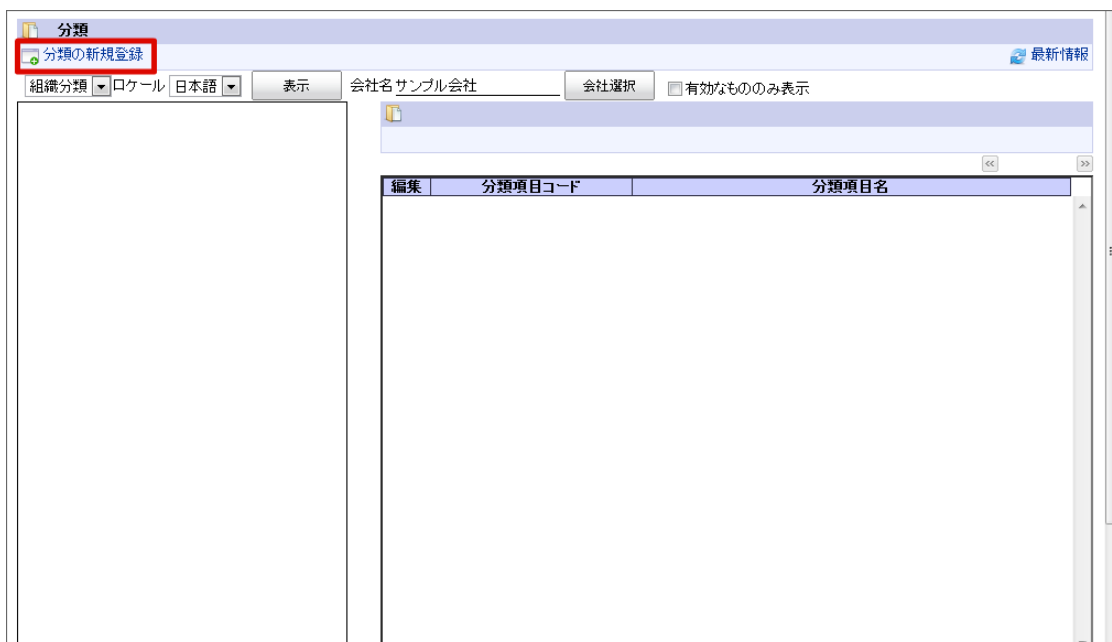 分類
分類の新規登録 最新情報
組織分類 ロケール 日本語 表示 会社名 サンプル会社 会社選択 有効なもののみ表示
<< >>
編集 分類項目コード 分類項目名